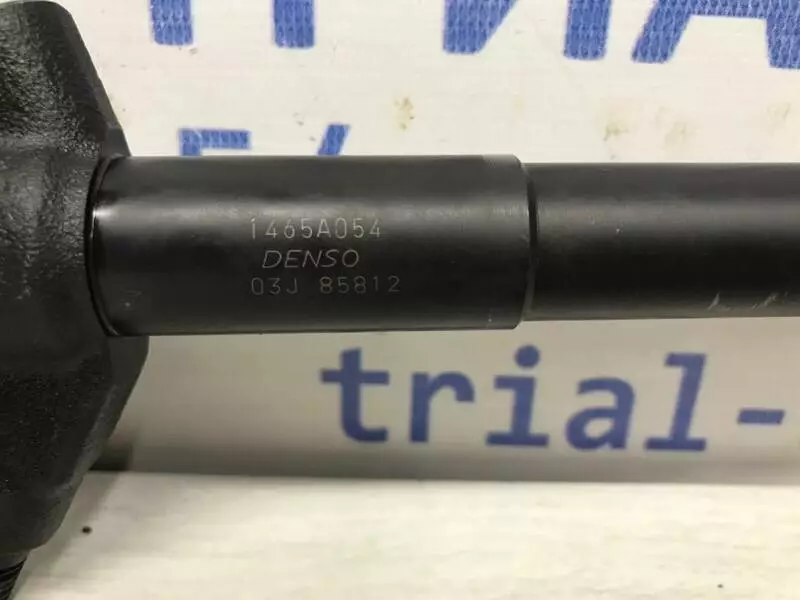 1465A054
DENSO
03J 85812
trial-